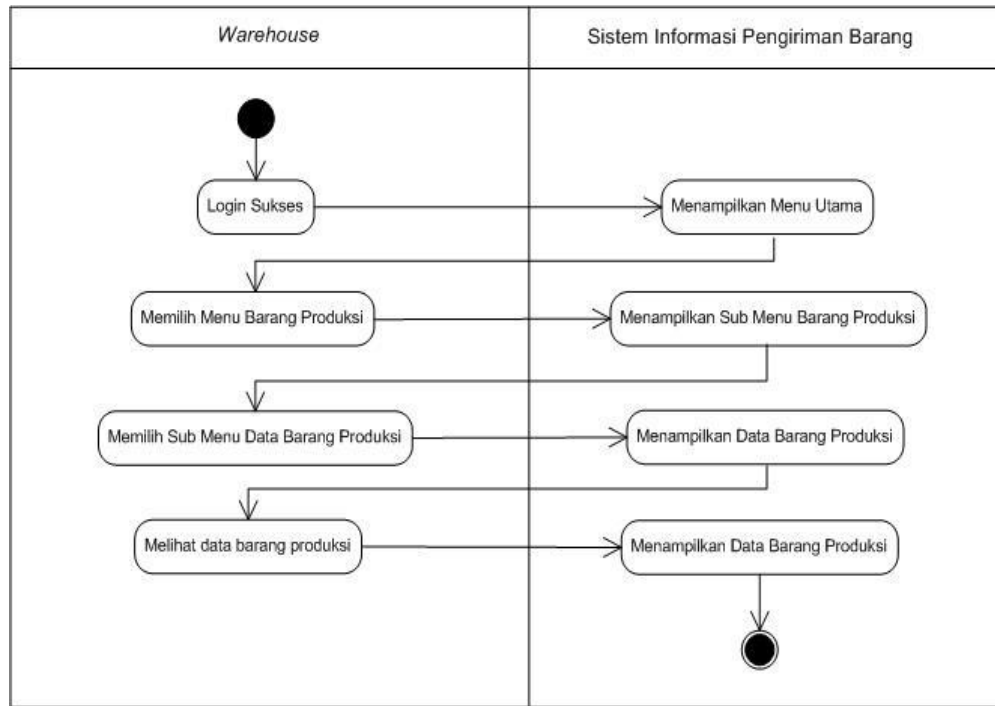 Warehouse
Sistem Informasi Pengiriman Barang
Login Sukses
Menampilkan Menu Utama
Memilih Menu Barang Produksi
Menampilkan Sub Menu Barang Produksi
Memilih Sub Menu Data Barang Produksi
Menampilkan Data Barang Produksi
Melihat data barang produksi
Menampilkan Data Barang Produksi